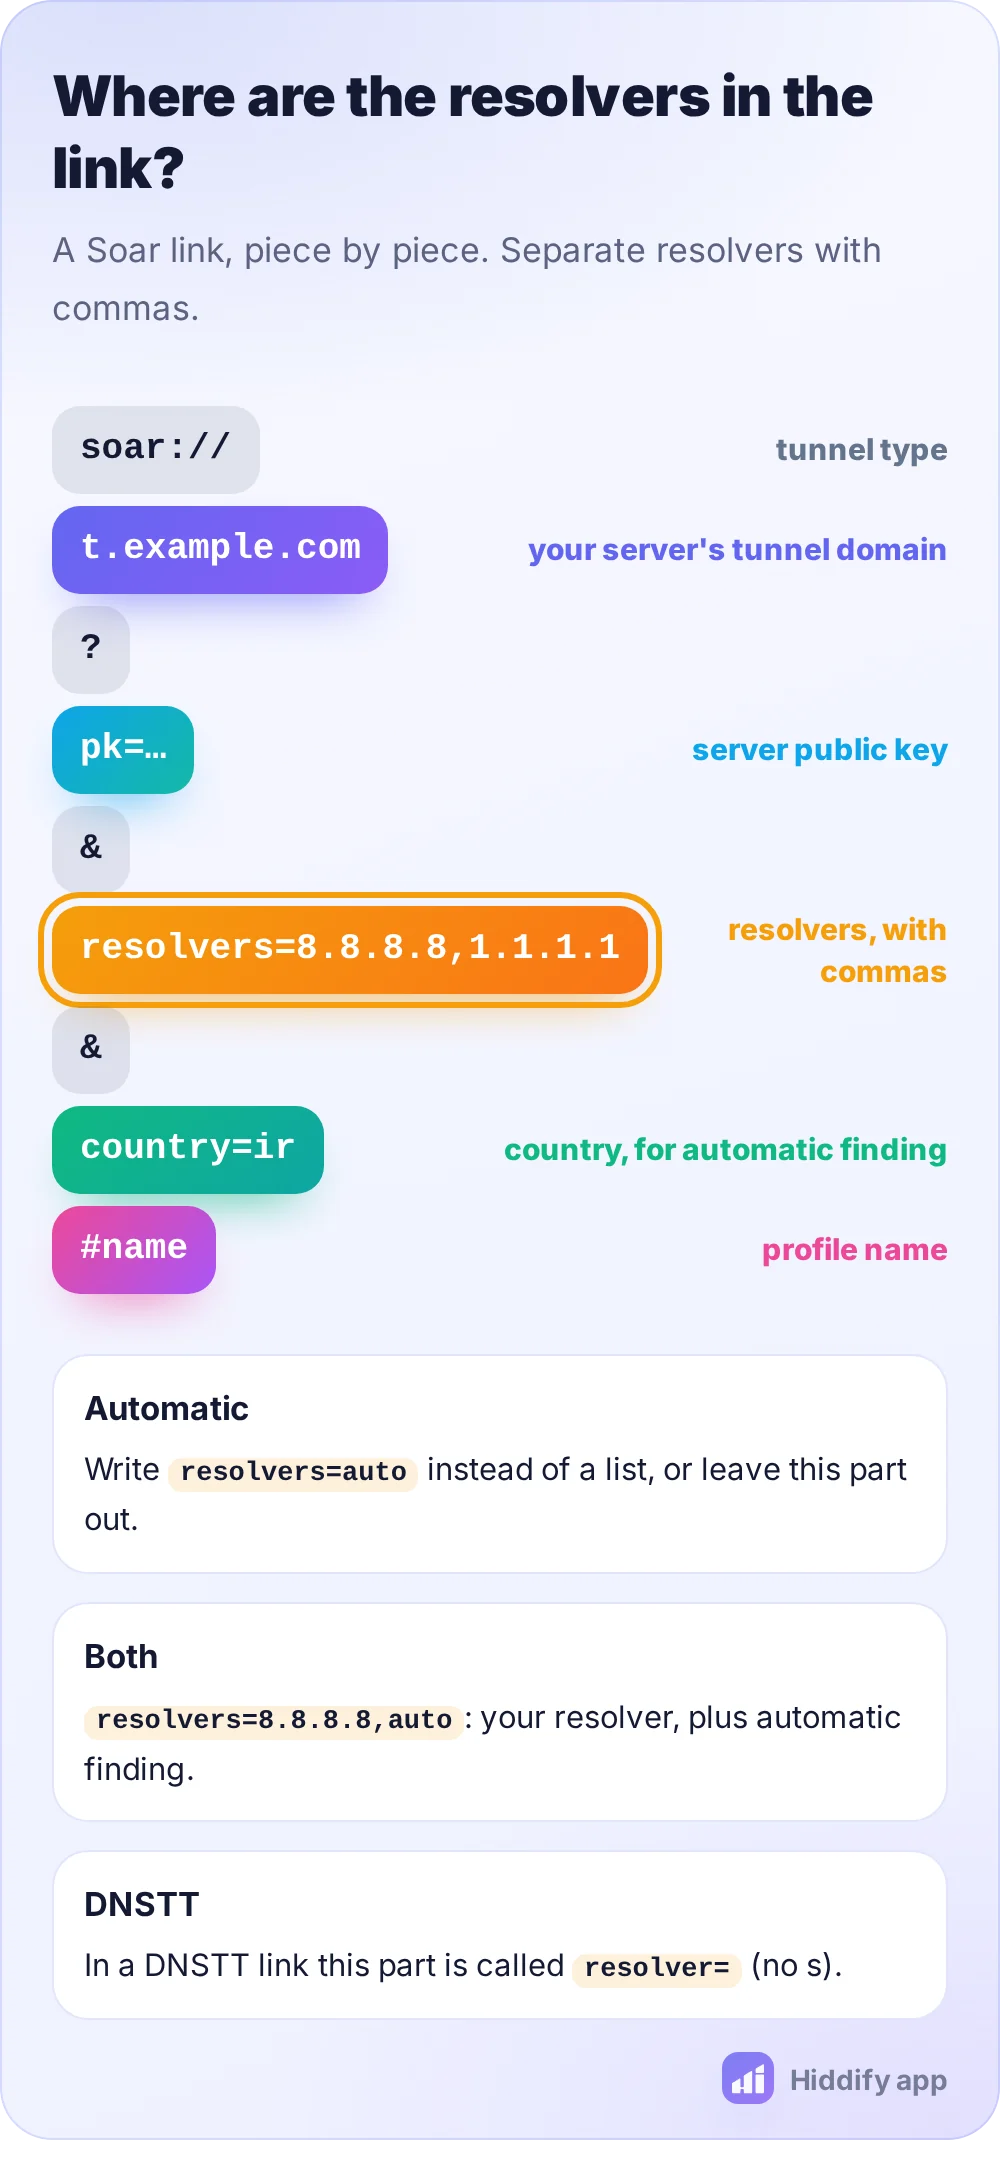 Where are the resolvers in the
link?
A Soar link, piece by piece. Separate resolvers with
commas.
soar:// tunnel type
t.example.com your server's tunnel domain
?
pk=… server public key
&
resolvers=8.8.8.8,1.1.1.1 resolvers, with
commas
&
country=ir country, for automatic finding
#name profile name
Automatic
Write resolvers=auto instead of a list, or leave this part
out.
Both
resolvers=8.8.8.8,auto: your resolver, plus automatic
finding.
DNSTT
In a DNSTT link this part is called resolver= (no s).
Hiddify app